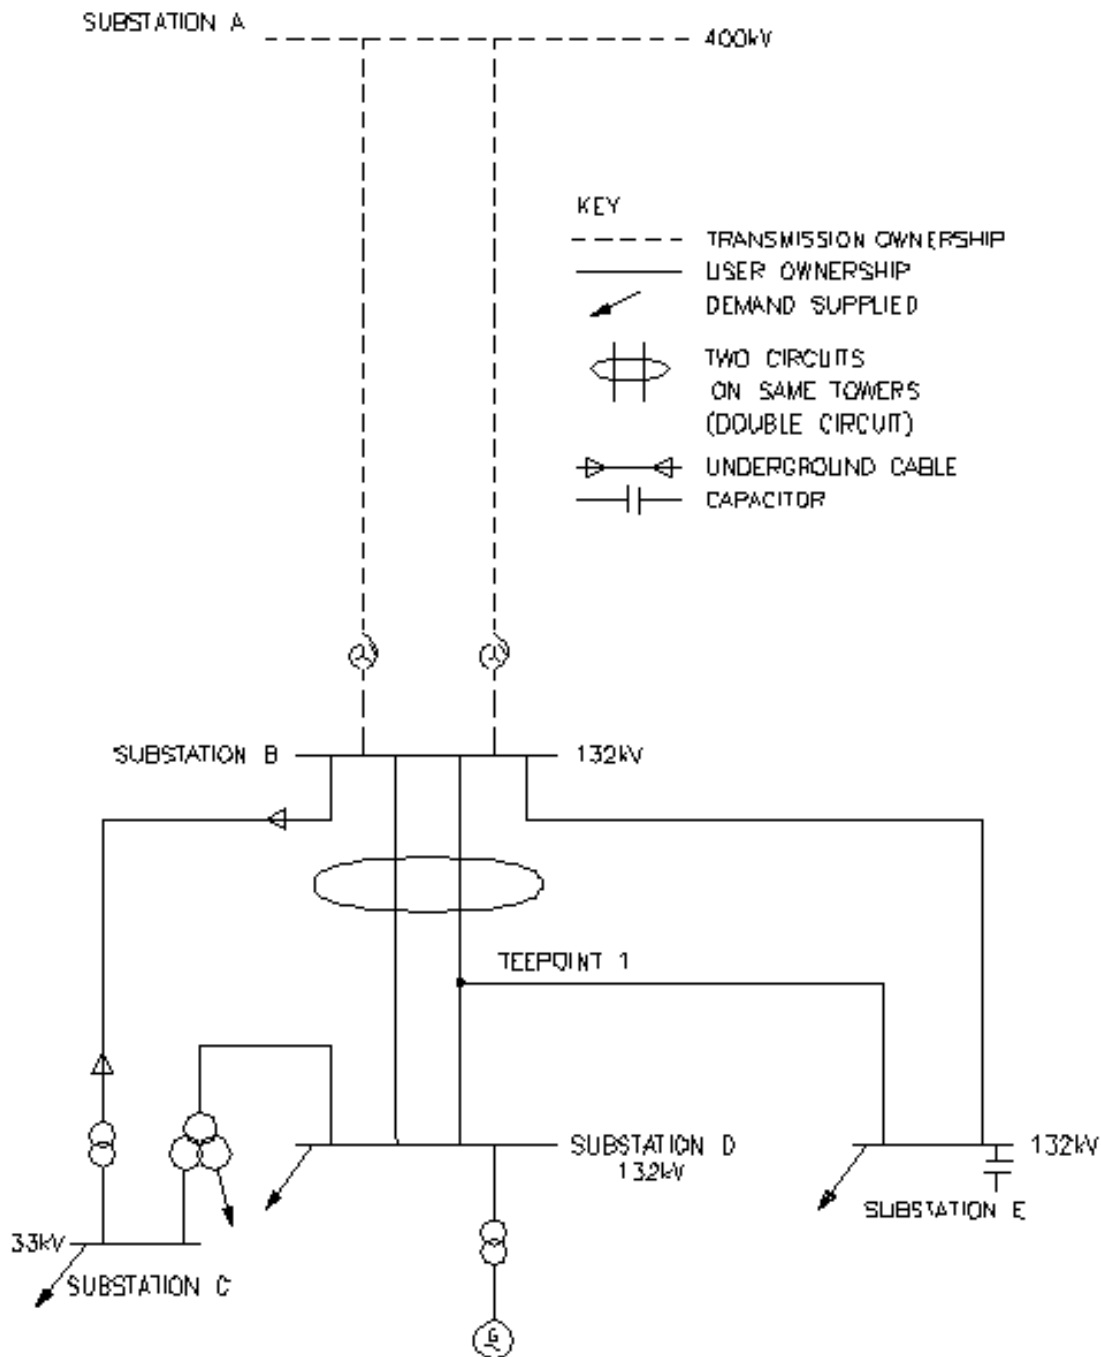 SUBSTATION A
400kV
KEY
TRANSMISSION OWNERSHIP
USER OWNERSHIP
DEMAND SUPPLIED
TWO CIRCUITS
ON SAME TOWERS
(DOUBLE CIRCUIT)
UNDERGROUND CABLE
CAPACITOR
SUBSTATION B
132kV
TEEPOINT 1
SUBSTATION D
132kV
132kV
SUBSTATION E
33kV
SUBSTATION C
G